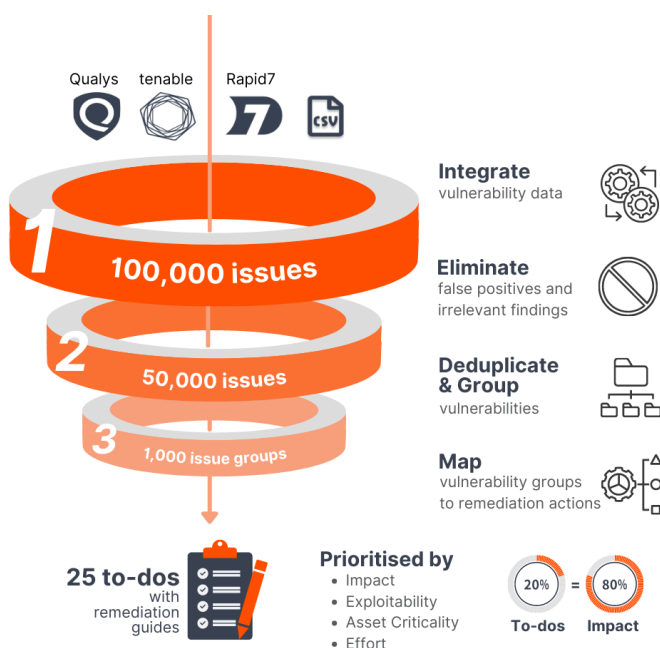 Qualys tenable Rapid7
CSV
1
100,000 issues
2
50,000 issues
3
1,000 issue groups
Integrate
vulnerability data
Eliminate
false positives and
irrelevant findings
Deduplicate
& Group
vulnerabilities
Map
vulnerability groups
to remediation actions
25 to-dos
with
remediation
guides
Prioritised by
• Impact
• Exploitability
• Asset Criticality
• Effort
20% = 80%
To-dos Impact